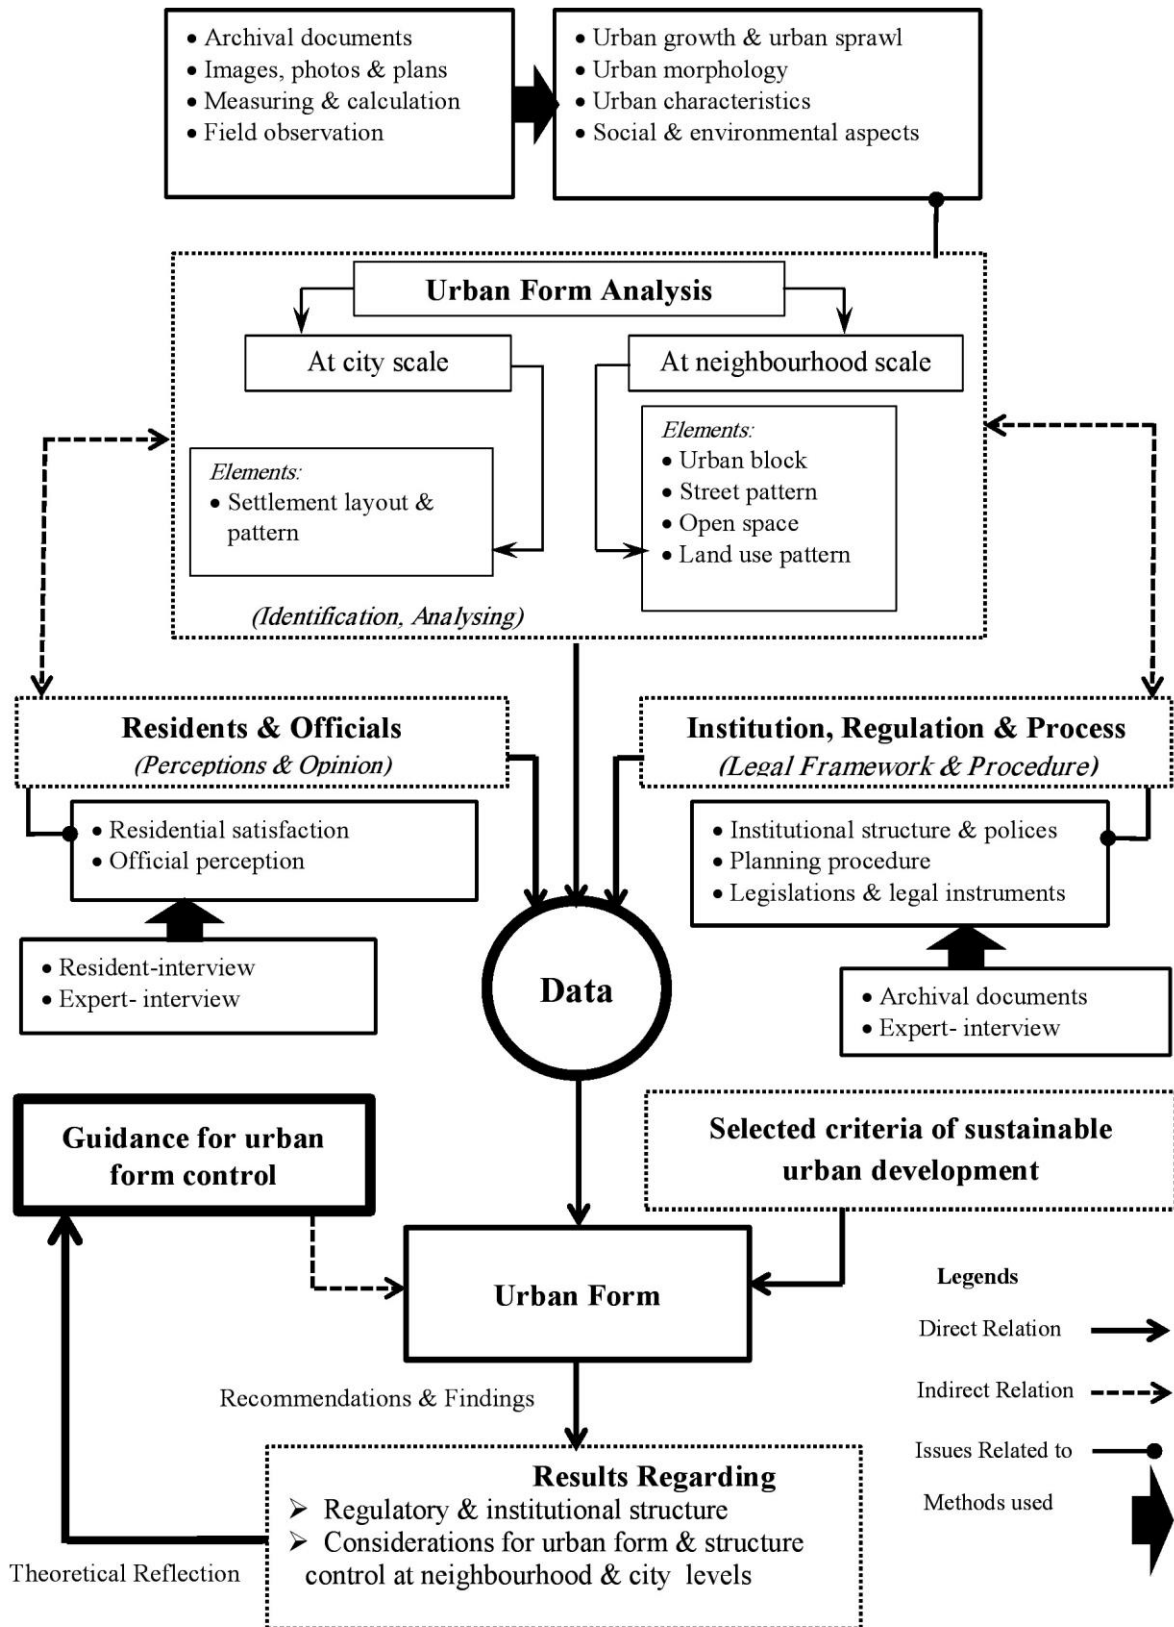 • Archival documents
• Images, photos & plans
• Measuring & calculation
• Field observation
• Urban growth & urban sprawl
• Urban morphology
• Urban characteristics
• Social & environmental aspects
Urban Form Analysis
At city scale
At neighbourhood scale
Elements:
• Settlement layout &
pattern
Elements:
• Urban block
• Street pattern
• Open space
• Land use pattern
(Identification, Analysing)
Residents & Officials
(Perceptions & Opinion)
Institution, Regulation & Process
(Legal Framework & Procedure)
• Residential satisfaction
• Official perception
• Institutional structure & polices
• Planning procedure
• Legislations & legal instruments
• Resident-interview
• Expert- interview
Data
• Archival documents
• Expert- interview
Guidance for urban
form control
Selected criteria of sustainable
urban development
Urban Form
Legends
Direct Relation
Indirect Relation
Issues Related to
Methods used
Recommendations & Findings
Results Regarding
➢ Regulatory & institutional structure
➢ Considerations for urban form & structure
control at neighbourhood & city levels
Theoretical Reflection